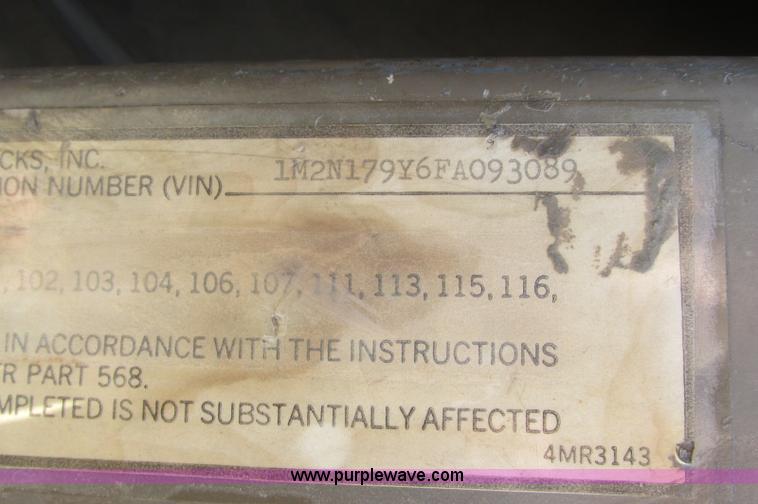 CKS, INC.
ION NUMBER (VIN) 1M2N179Y6FA093089
, 102, 103, 104, 106, 107, 111, 113, 115, 116,
IN ACCORDANCE WITH THE INSTRUCTIONS
R PART 568.
MPLETED IS NOT SUBSTANTIALLY AFFECTED
4MR3143
www.purplewave.com